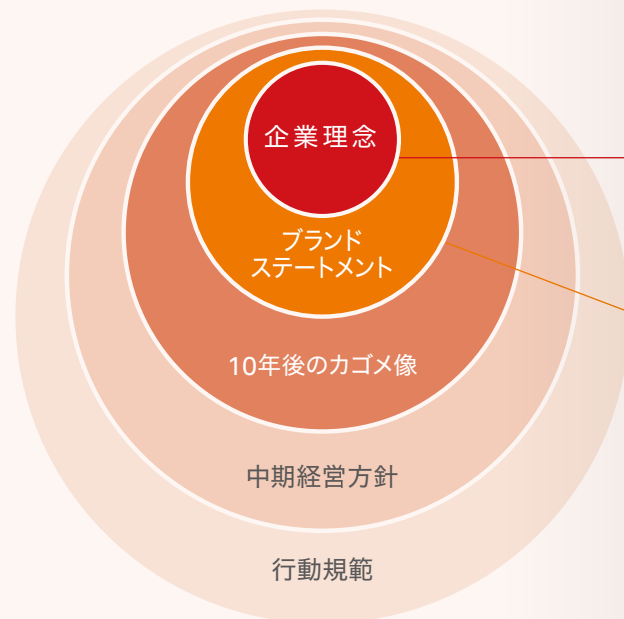 企業理念
ブランド
ステートメント
10年後のカゴメ像
中期経営方針
行動規範